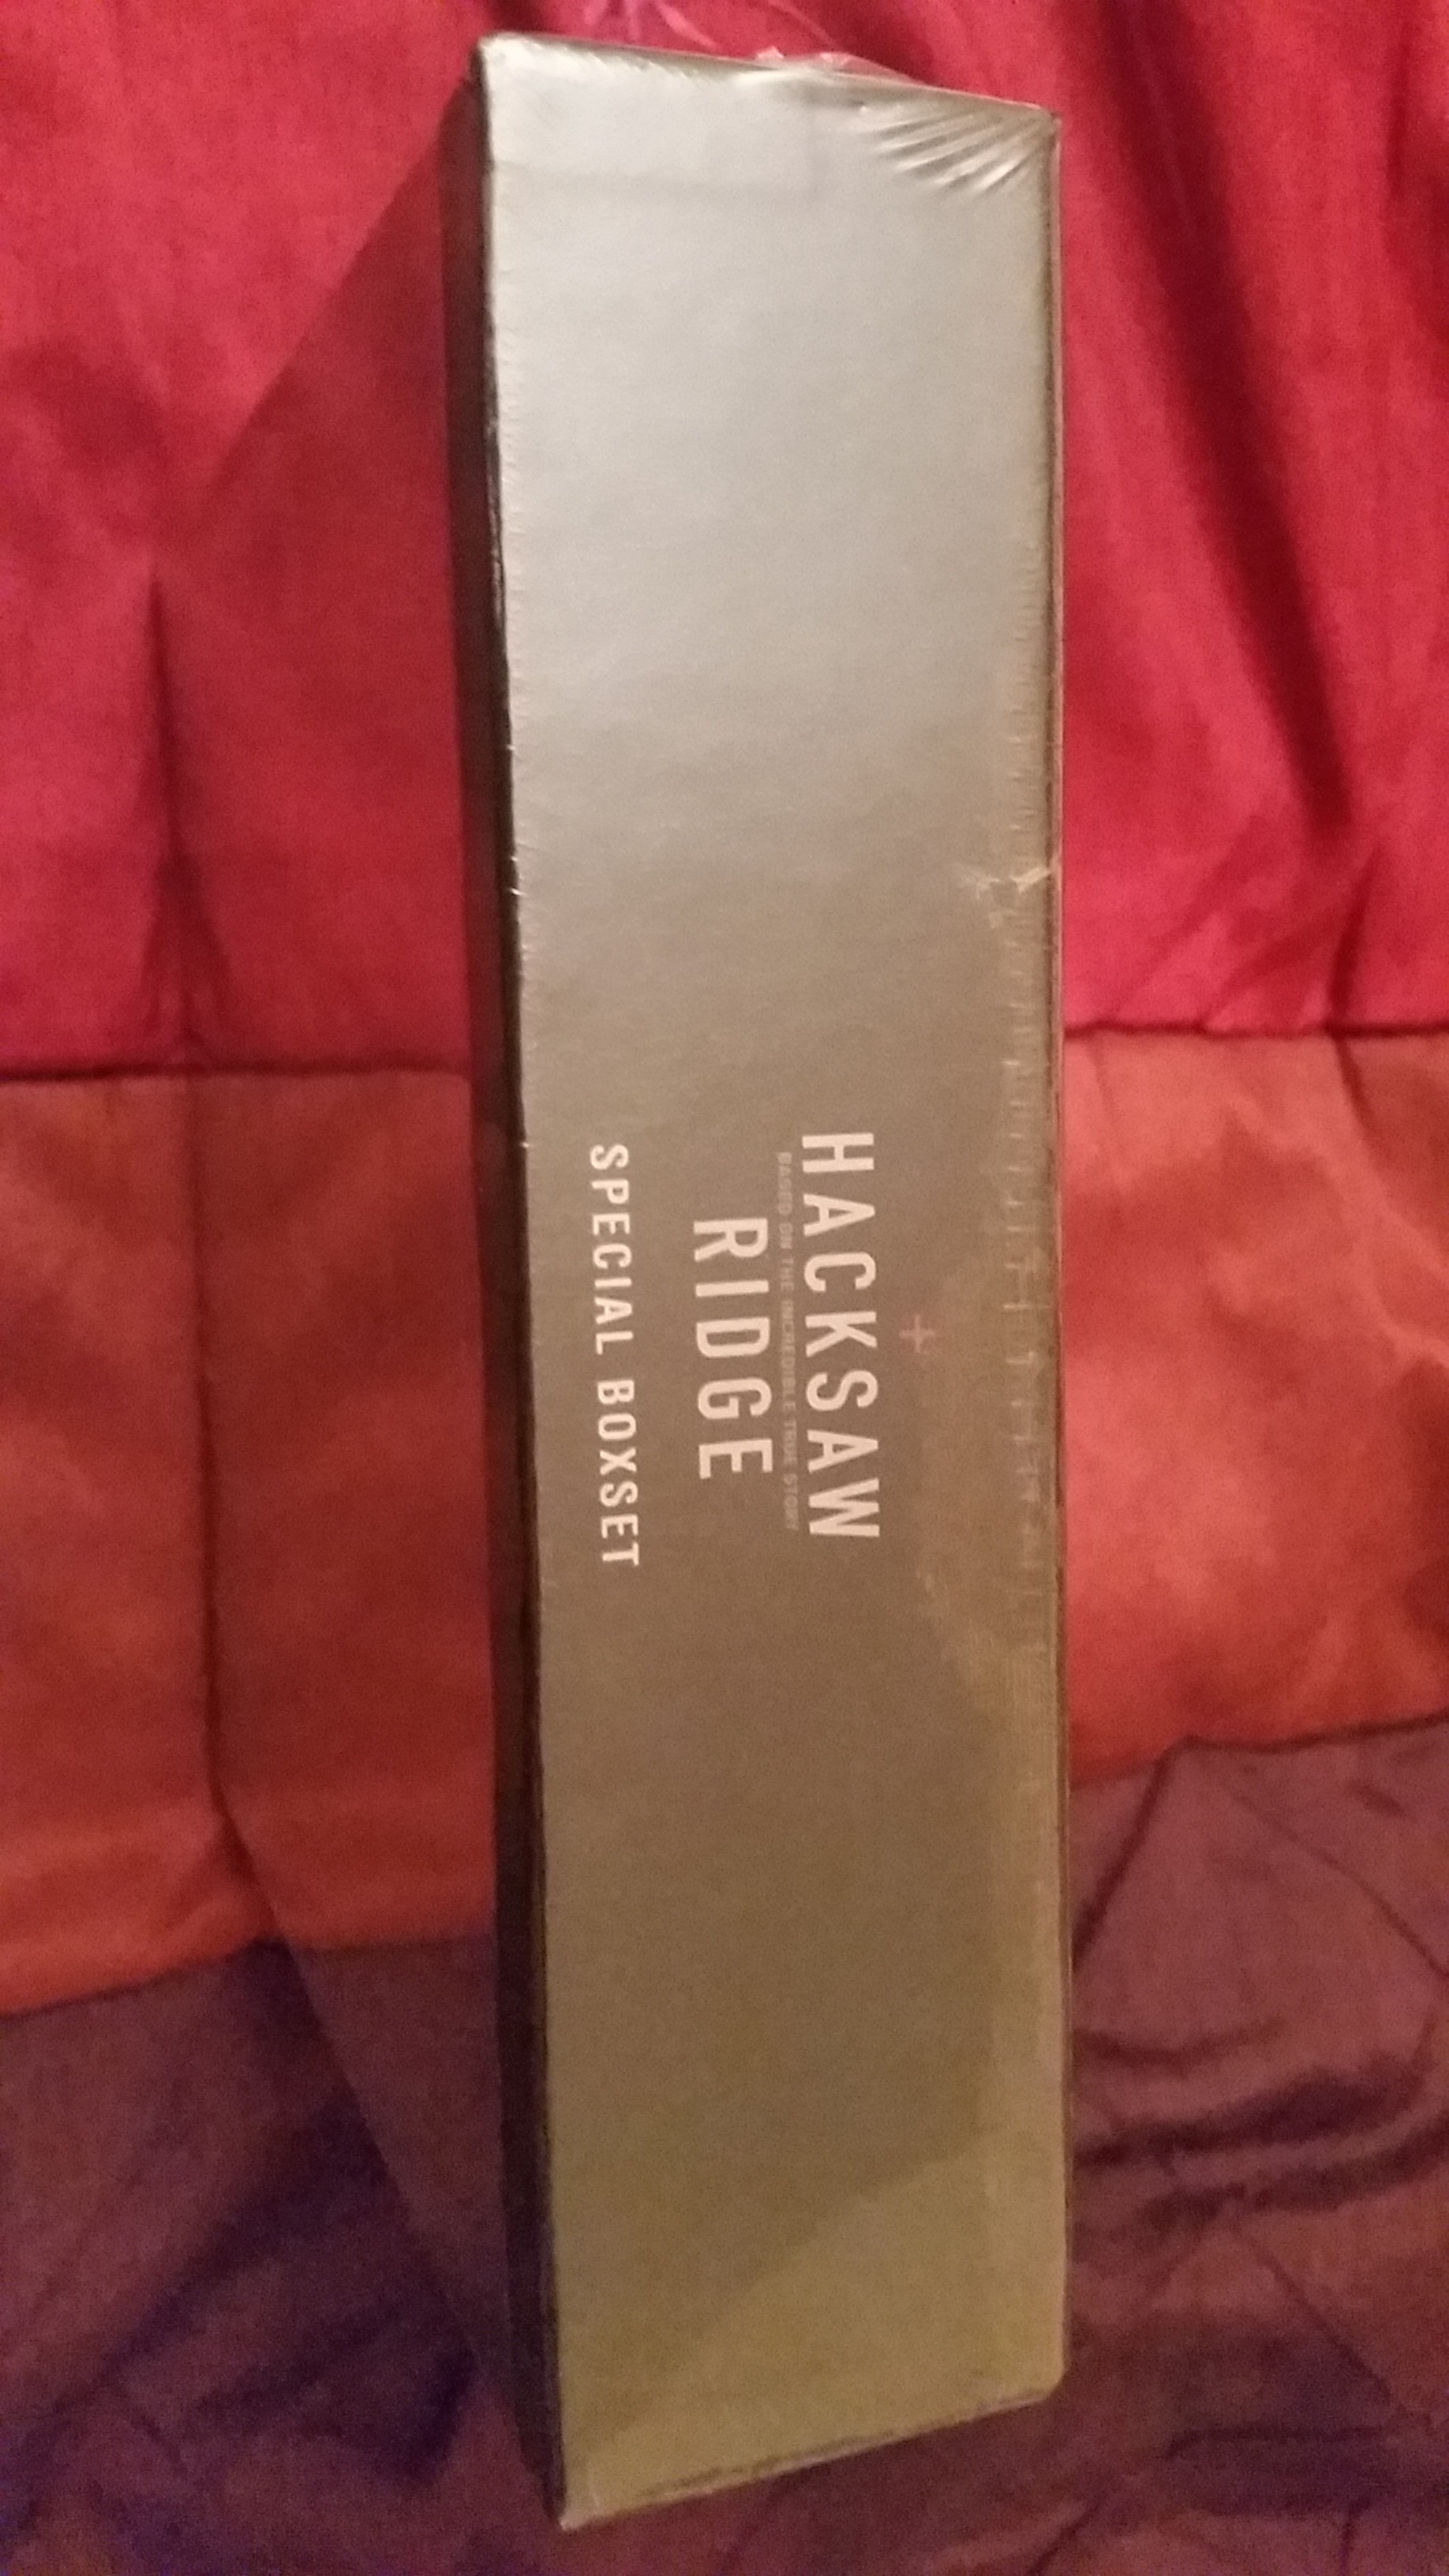 HACKSAW
BASED ON THE INCREDIBLE TRUE STORY
RIDGE
SPECIAL BOXSET